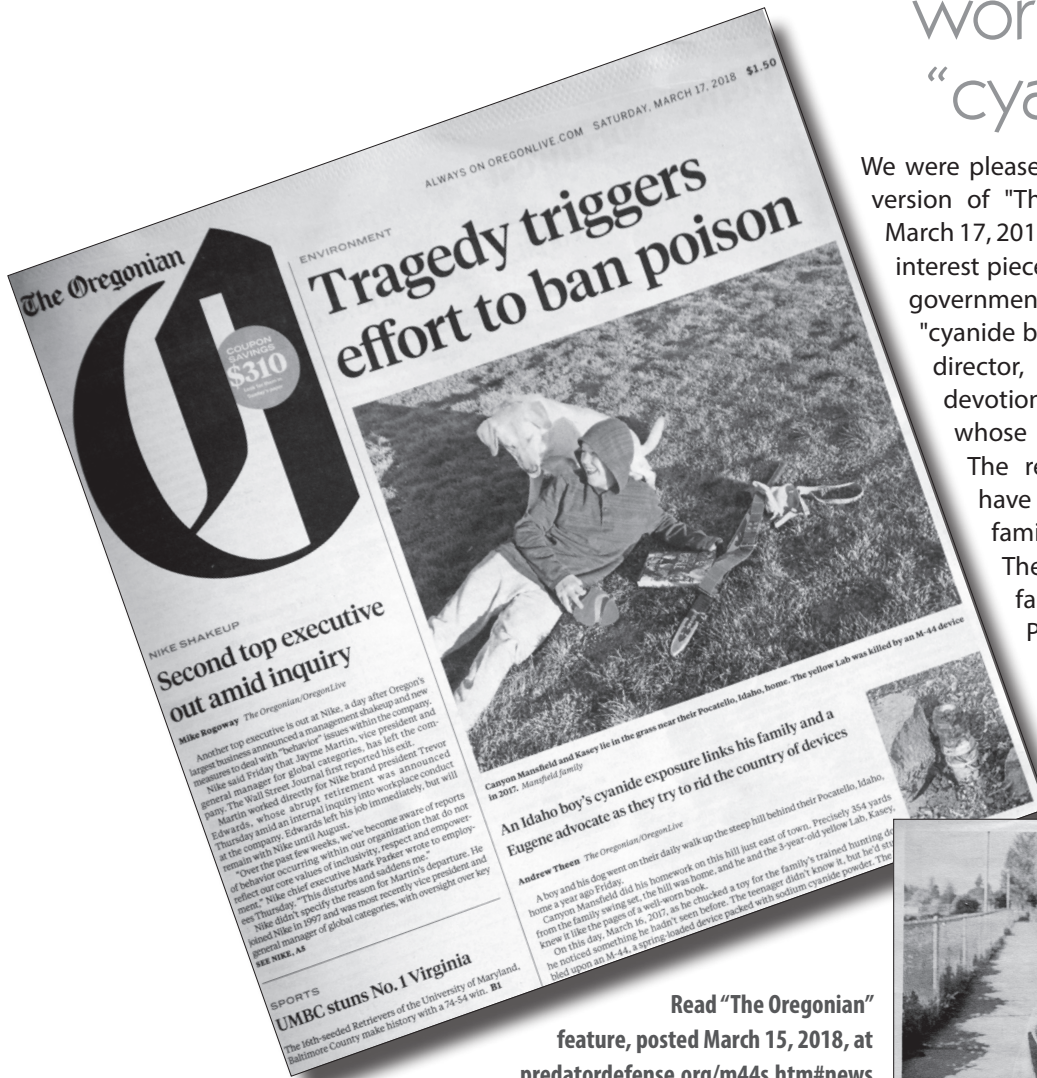 wor
"cya
We were please
version of "Th
March 17, 201
interest piece
government
"cyanide b
director,
devotion
whose
The re
have
fami
The
fa
P
ALWAYS ON OREGONLIVE.COM SATURDAY, MARCH 17, 2018 $1.50
The Oregonian
COUPON
SAVINGS
$310
ENVIRONMENT
Tragedy triggers
effort to ban poison
Canyon Mansfield and Kasey lie in the grass near their Pocatello, Idaho, home. The yellow Lab was killed by an M-44 device
in 2017. Mansfield family
An Idaho boy's cyanide exposure links his family and a
Eugene advocate as they try to rid the country of devices
Andrew Theen The Oregonian/OregonLive
A boy and his dog went on their daily walk up the steep hill behind their Pocatello, Idaho,
home a year ago Friday.
Canyon Mansfield did his homework on this hill just east of town. Precisely 354 yards
from the family swing set, the hill was home, and he and the 3-year-old yellow Lab, Kasey,
knew it like the pages of a well-worn book.
On this day, March 16, 2017, as he chucked a toy for the family's trained hunting do
he noticed something he hadn't seen before. The teenager didn't know it, but he'd stu
bled upon an M-44, a spring-loaded device packed with sodium cyanide powder. The
NIKE SHAKEUP
Second top executive
out amid inquiry
Mike Rogoway The Oregonian/OregonLive
Another top executive is out at Nike, a day after Oregon's
largest business announced a management shakeup and new
measures to deal with "behavior" issues within the company.
Nike said Friday that Jayme Martin, vice president and
general manager for global categories, has left the com-
pany. The Wall Street Journal first reported his exit.
Martin worked directly for Nike brand president Trevor
Edwards, whose abrupt retirement was announced
Thursday amid an internal inquiry into workplace conduct
at the company. Edwards left his job immediately, but will
remain with Nike until August.
"Over the past few weeks, we've become aware of reports
of behavior occurring within our organization that do not
reflect our core values of inclusivity, respect and empower-
ment," Nike chief executive Mark Parker wrote to employ-
ees Thursday. "This disturbs and saddens me."
Nike didn't specify the reason for Martin's departure. He
joined Nike in 1997 and was most recently vice president and
general manager of global categories, with oversight over key
SEE NIKE, A8
SPORTS
UMBC stuns No. 1 Virginia
The 16th-seeded Retrievers of the University of Maryland,
Baltimore County make history with a 74-54 win. B1
Read "The Oregonian"
feature, posted March 15, 2018, at
predatordefense.org/m44s.htm#news